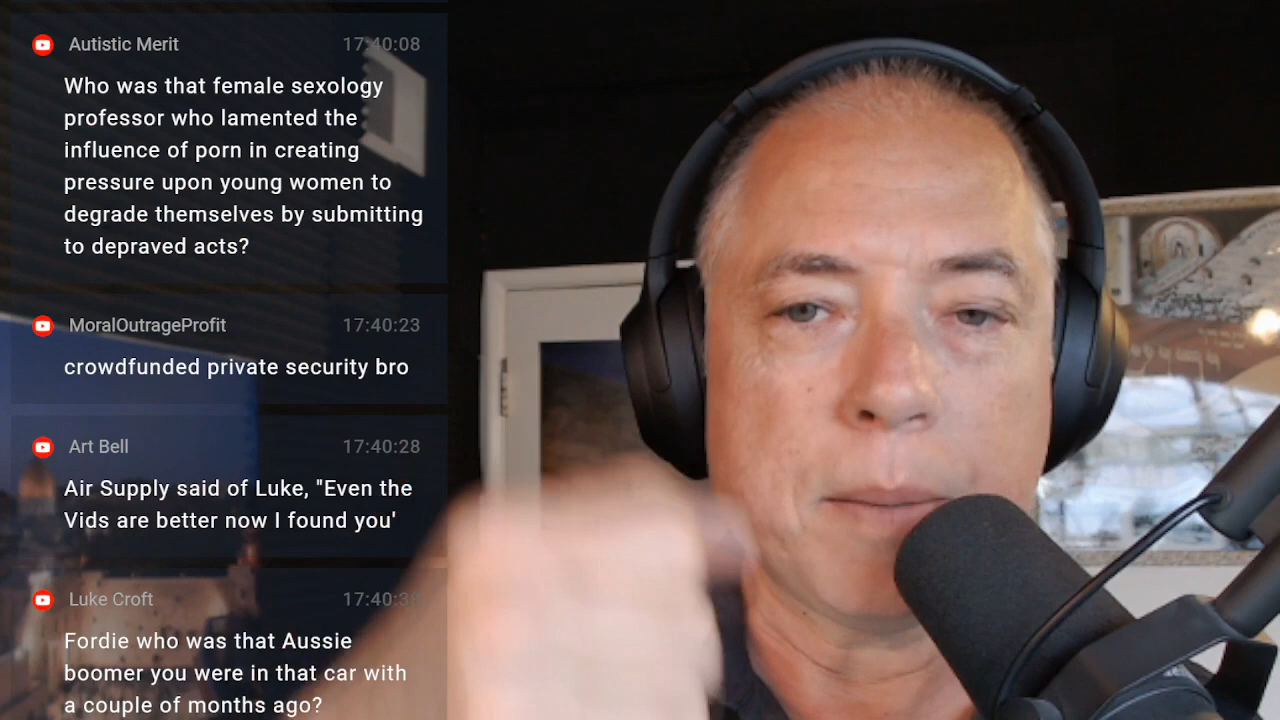 Autistic Merit 17:40:08
Who was that female sexology
professor who lamented the
influence of porn in creating
pressure upon young women to
degrade themselves by submitting
to depraved acts?
MoralOutrageProfit 17:40:23
crowdfunded private security bro
Art Bell 17:40:28
Air Supply said of Luke, "Even the
Vids are better now I found you'
Luke Croft
Fordie who was that Aussie
boomer you were in that car with
a couple of months ago?